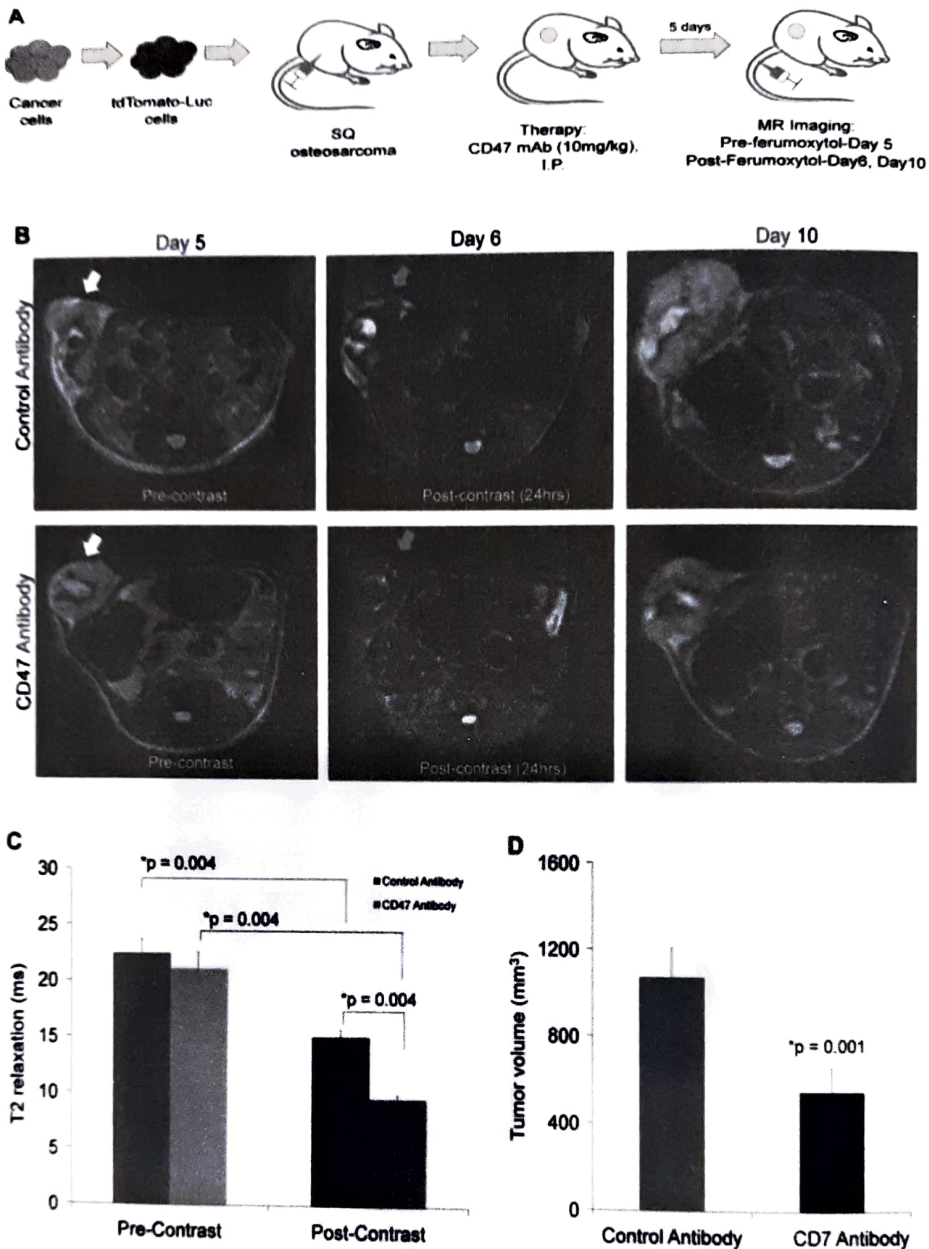 A
Cancer
cells
tdTomato-Luc
cells
SQ
osteosarcoma
Therapy:
CD47 mAb (10mg/kg),
I.P.
5 days
MR Imaging:
Pre-ferumoxytol-Day 5
Post-Ferumoxytol-Day6, Day10
B
Day 5
Day 6
Day 10
Control Antibody
Pre-contrast
Post-contrast (24hrs)
CD47 Antibody
Pre-contrast
Post-contrast (24hrs)
C
T2 relaxation (ms)
30
25
20
15
10
5
0
*p = 0.004
*p = 0.004
*p = 0.004
Control Antibody
CD47 Antibody
Pre-Contrast
Post-Contrast
D
Tumor volume (mm³)
1600
1200
800
400
0
*p = 0.001
Control Antibody
CD7 Antibody